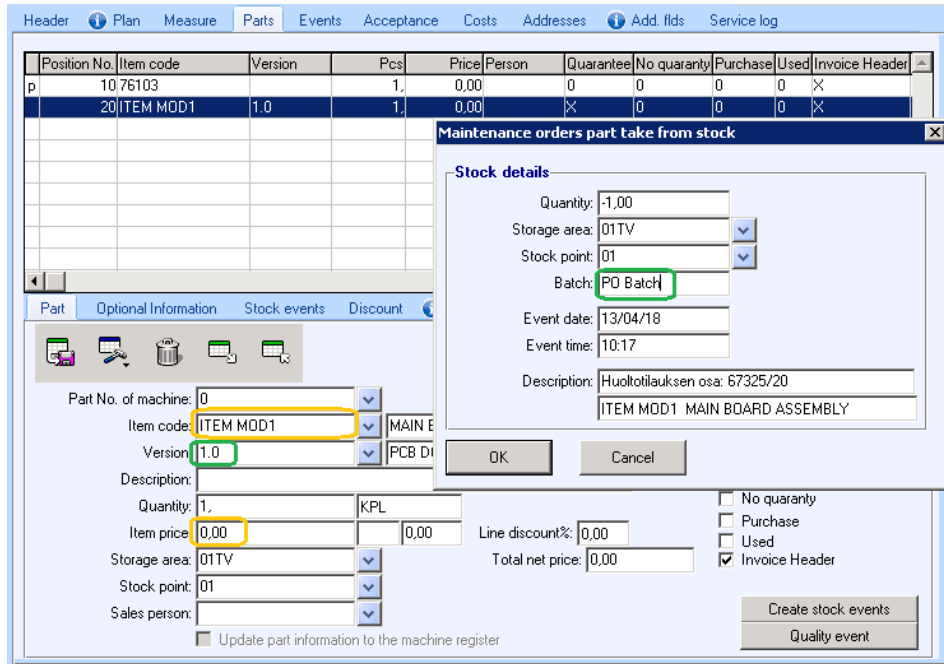 Header Plan Measure Parts Events Acceptance Costs Addresses Add. flds Service log
Position No. Item code Version Pcs Price Person Quarantee No quaranty Purchase Used Invoice Header
p 10 76103 1, 0,00 0 0 0 0 X
20 ITEM MOD1 1.0 1, 0,00 X 0 0 0 X
Maintenance orders part take from stock
Stock details
Quantity: -1,00
Storage area: 01TV
Stock point: 01
Batch: PO Batch
Event date: 13/04/18
Event time: 10:17
Description: Huoltotilauksen osa: 67325/20
ITEM MOD1 MAIN BOARD ASSEMBLY
OK Cancel
Part Optional Information Stock events Discount
Part No. of machine: 0
Item code: ITEM MOD1 MAIN
Version 1.0 PCB
Description:
Quantity: 1, KPL
Item price 0,00 0,00 Line discount%: 0,00
Storage area: 01TV Total net price: 0,00
Stock point: 01
Sales person:
Update part information to the machine register
No quaranty
Purchase
Used
Invoice Header
Create stock events
Quality event